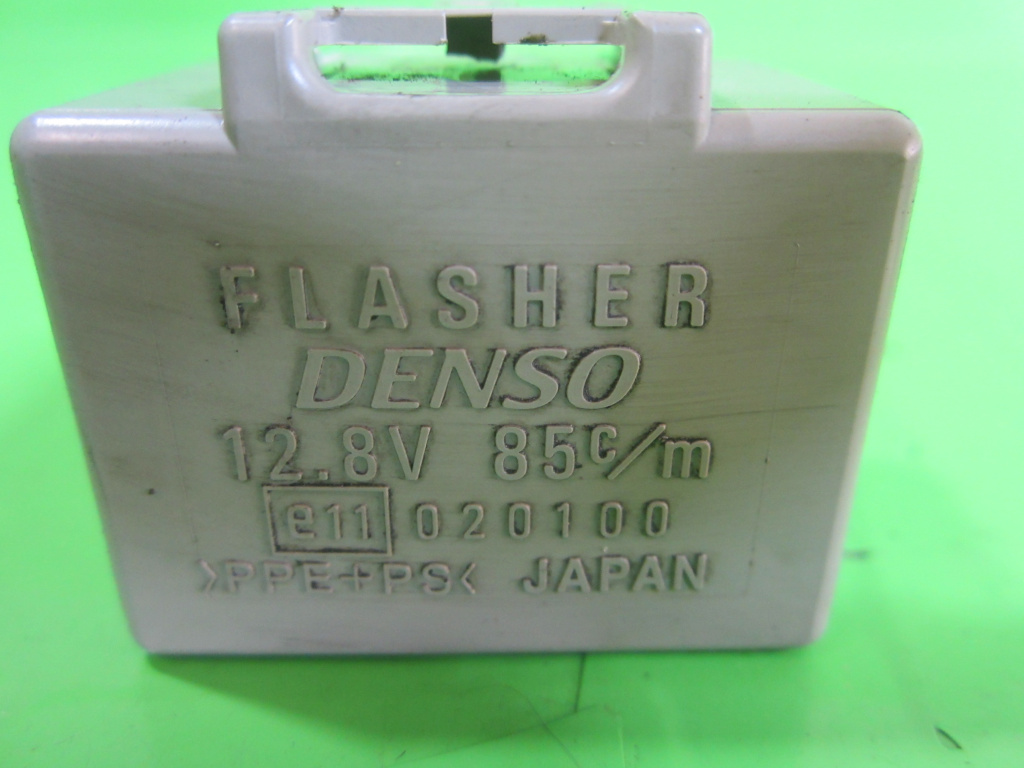 FLASHER
DENSO
12.8V 85c/m
e11 020100
>PPE+PS< JAPAN